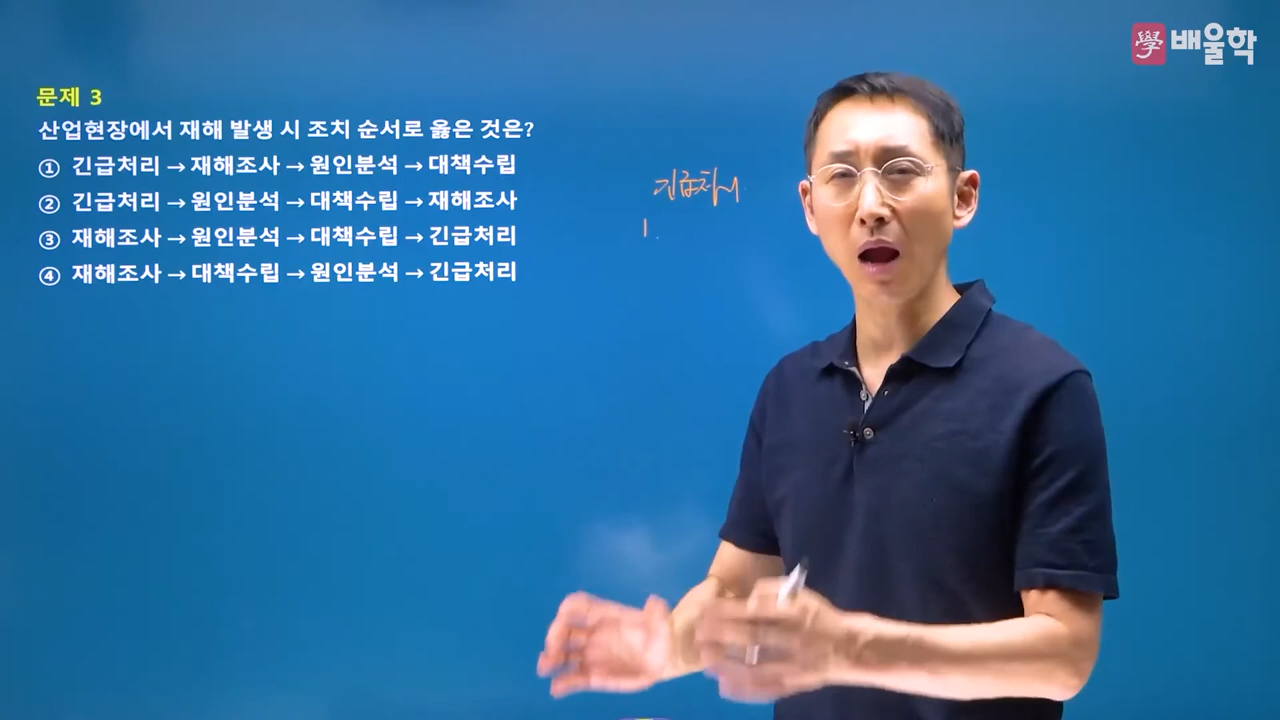 學 배울학
문제 3
산업현장에서 재해 발생 시 조치 순서로 옳은 것은?
① 긴급처리 → 재해조사 → 원인분석 → 대책수립
② 긴급처리 → 원인분석 → 대책수립 → 재해조사
③ 재해조사 → 원인분석 → 대책수립 → 긴급처리
④ 재해조사 → 대책수립 → 원인분석 → 긴급처리
긴급처리
1.